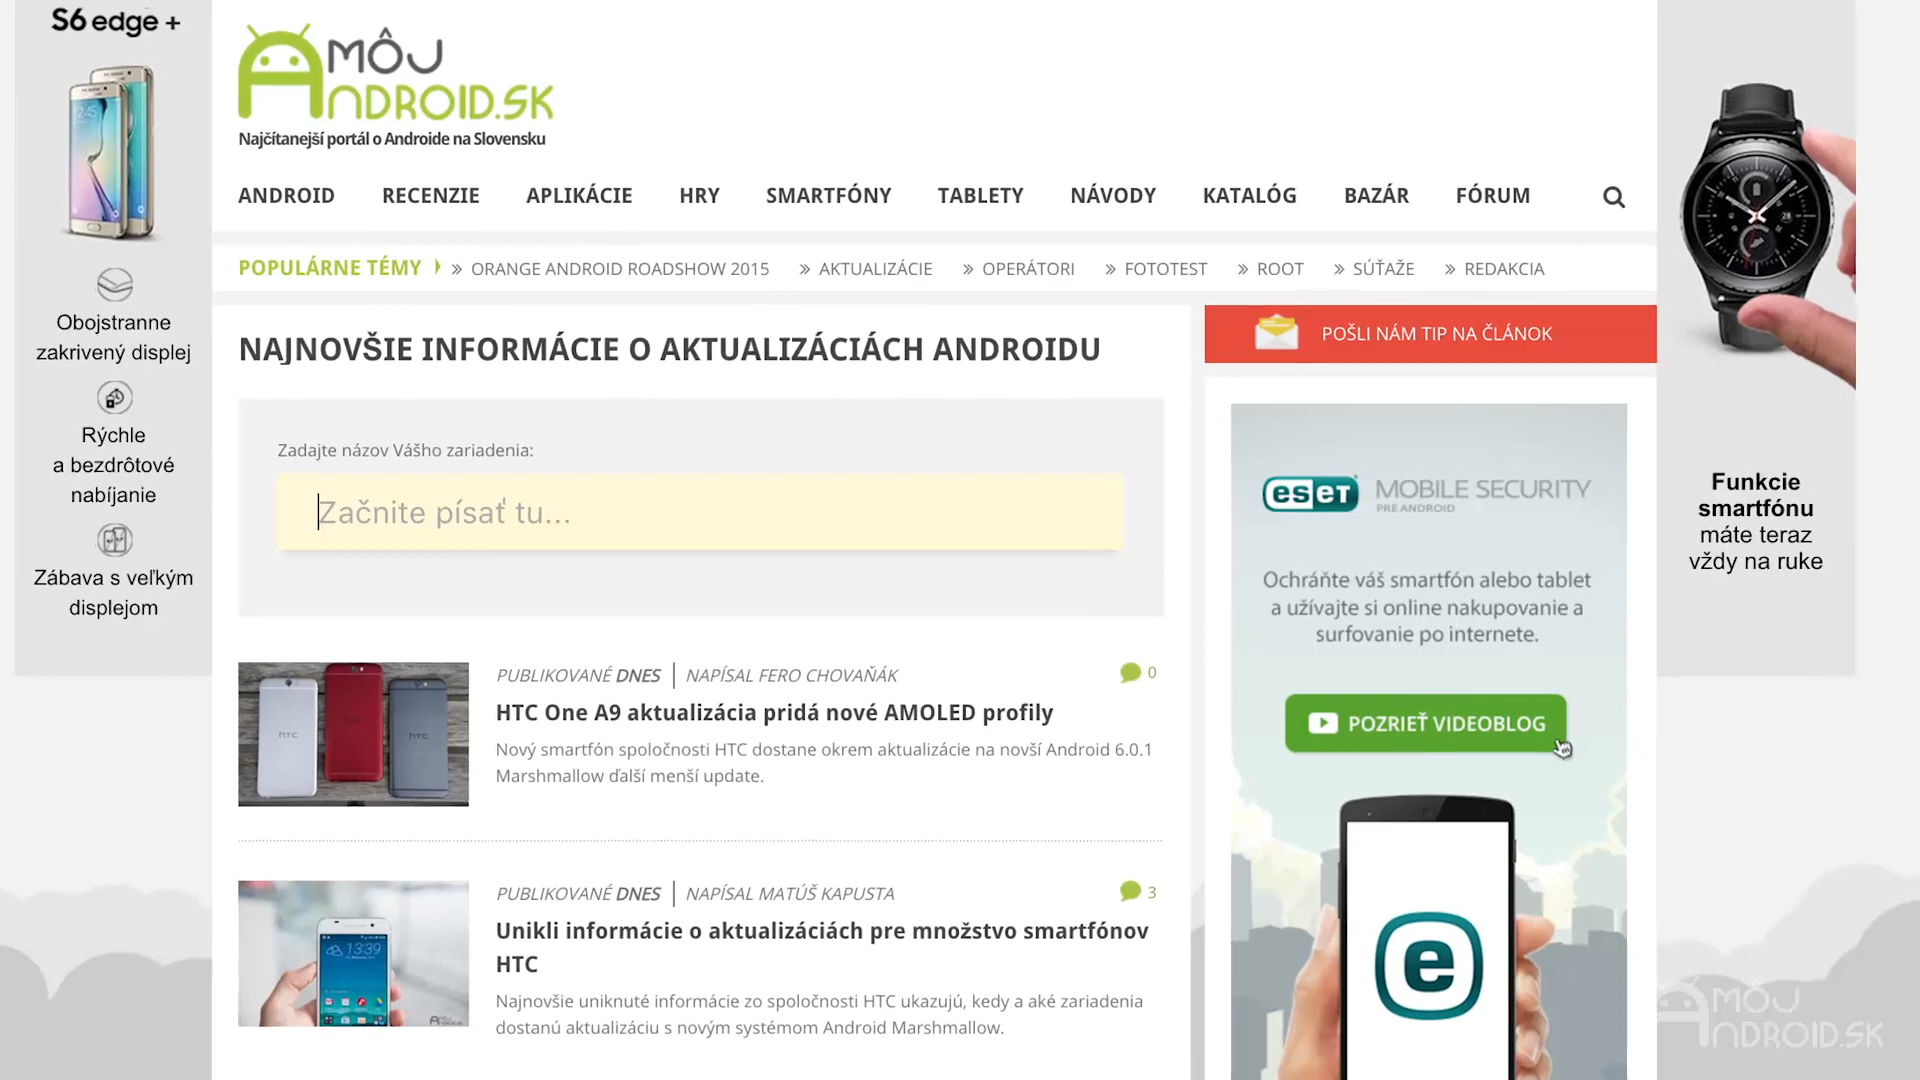 S6 edge +
Obojstranne
zakrivený displej
Rýchle
a bezdrôtové
nabíjanie
Zábava s veľkým
displejom
MÔJ
ANDROID.SK
Najčítanejší portál o Androide na Slovensku
ANDROID RECENZIE APLIKÁCIE HRY SMARTFÓNY TABLETY NÁVODY KATALÓG BAZÁR FÓRUM
POPULÁRNE TÉMY » ORANGE ANDROID ROADSHOW 2015 » AKTUALIZÁCIE » OPERÁTORI » FOTOTEST » ROOT » SÚŤAŽE » REDAKCIA
NAJNOVŠIE INFORMÁCIE O AKTUALIZÁCIÁCH ANDROIDU
Zadajte názov Vášho zariadenia:
Začnite písať tu...
PUBLIKOVANÉ DNES | NAPÍSAL FERO CHOVAŇÁK 0
HTC One A9 aktualizácia pridá nové AMOLED profily
Nový smartfón spoločnosti HTC dostane okrem aktualizácie na novší Android 6.0.1
Marshmallow ďalší menší update.
hTC hTC
PUBLIKOVANÉ DNES | NAPÍSAL MATÚŠ KAPUSTA 3
Unikli informácie o aktualizáciách pre množstvo smartfónov
HTC
Najnovšie uniknuté informácie zo spoločnosti HTC ukazujú, kedy a aké zariadenia
dostanú aktualizáciu s novým systémom Android Marshmallow.
13:39
POŠLI NÁM TIP NA ČLÁNOK
eseT MOBILE SECURITY
PRE ANDROID
Ochráňte váš smartfón alebo tablet
a užívajte si online nakupovanie a
surfovanie po internete.
POZRIEŤ VIDEOBLOG
e
Funkcie
smartfónu
máte teraz
vždy na ruke
MÔJ
ANDROID.SK